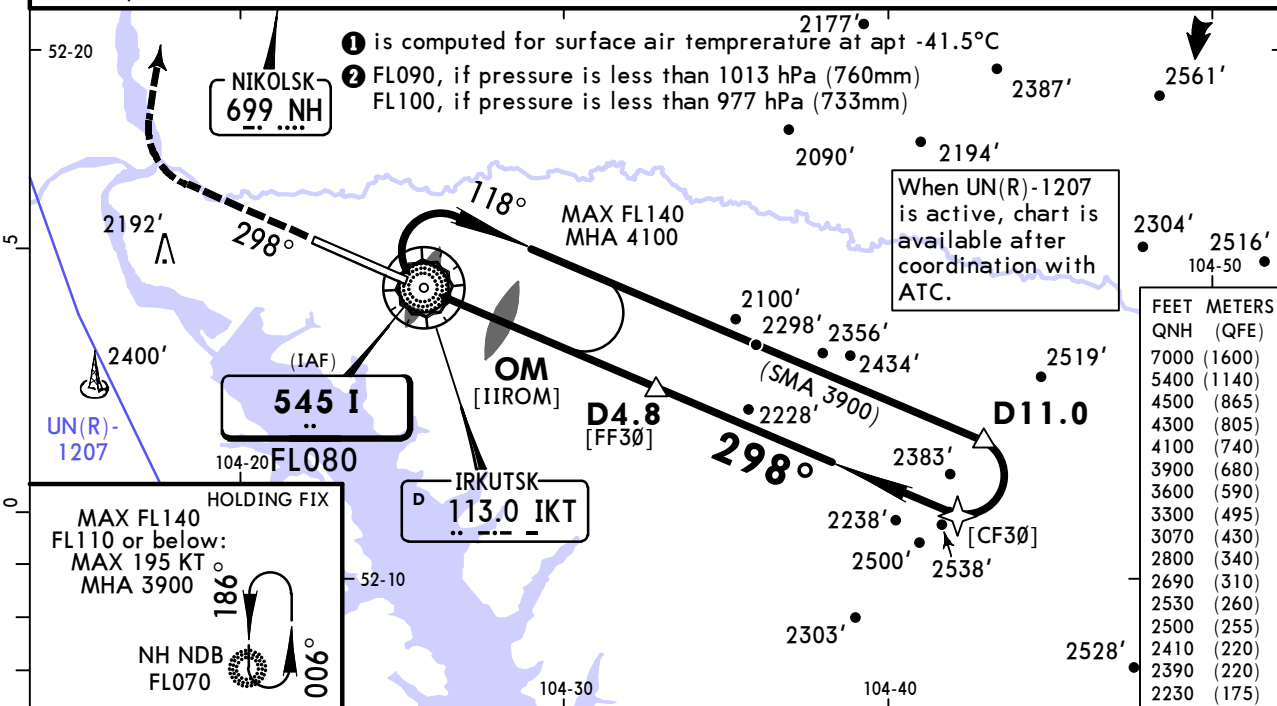 52-20
❶ is computed for surface air temprerature at apt -41.5°C
❷ FL090, if pressure is less than 1013 hPa (760mm)
FL100, if pressure is less than 977 hPa (733mm)
NIKOLSK
699 NH
2177'
2387'
2561'
2090'
2194'
When UN(R)-1207
is active, chart is
available after
coordination with
ATC.
2304'
2516'
104-50
5
2192'
298°
118°
MAX FL140
MHA 4100
2400'
UN(R)-
1207
(IAF)
545 I
FL080
104-20
OM
[IIROM]
D4.8
[FF3Ø]
2100'
2298'
2356'
2434'
(SMA 3900)
2228'
298°
2519'
D11.0
2383'
2238'
2500'
2538'
[CF3Ø]
IRKUTSK
D 113.0 IKT
0
HOLDING FIX
MAX FL140
FL110 or below:
MAX 195 KT
MHA 3900
186°
006°
NH NDB
FL070
52-10
104-30
104-40
2303'
2528'
FEET METERS
QNH (QFE)
7000 (1600)
5400 (1140)
4500 (865)
4300 (805)
4100 (740)
3900 (680)
3600 (590)
3300 (495)
3070 (430)
2800 (340)
2690 (310)
2530 (260)
2500 (255)
2410 (220)
2390 (220)
2230 (175)